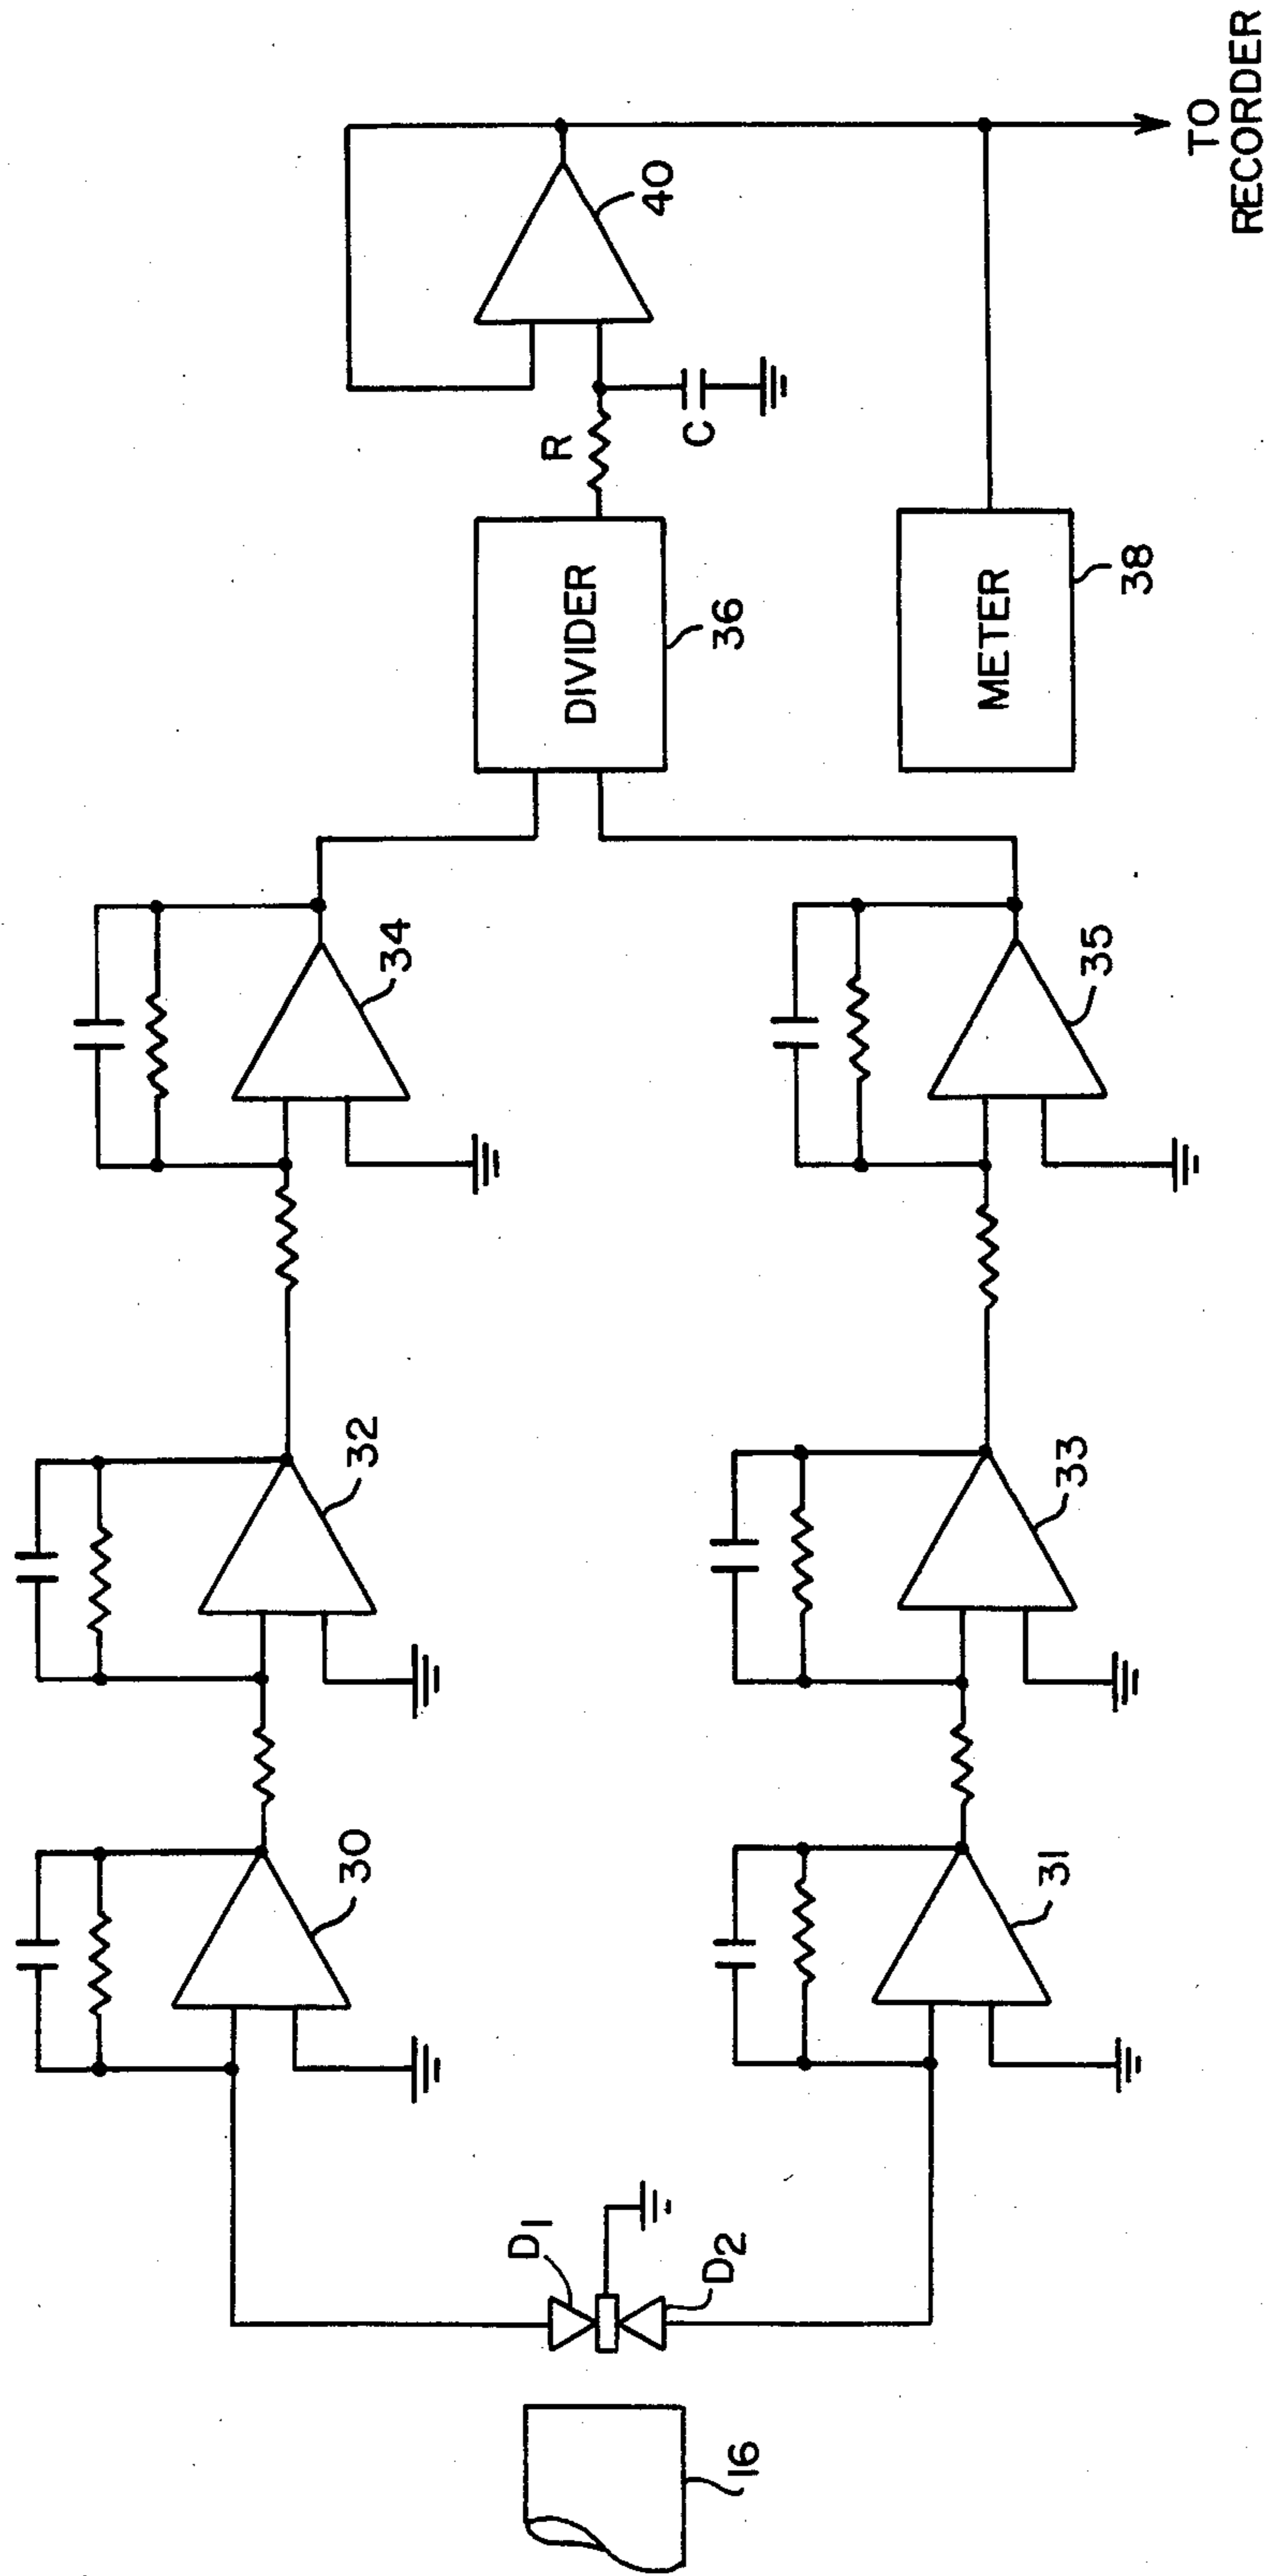 16
D1
D2
30
32
34
31
33
35
DIVIDER
36
R
C
40
METER
38
TO
RECORDER